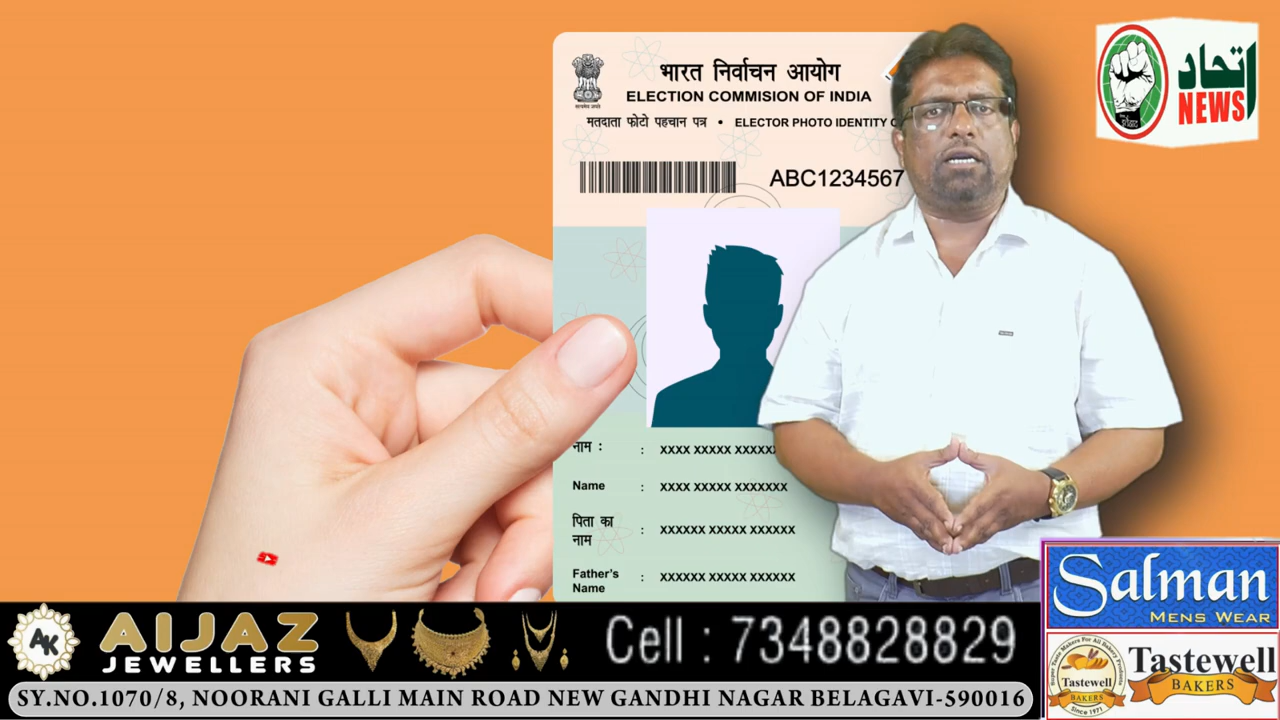 भारत निर्वाचन आयोग
ELECTION COMMISION OF INDIA
मतदाता फोटो पहचान पत्र • ELECTOR PHOTO IDENTITY
ABC1234567
नाम : : XXXX XXXXX XXXXXX
Name : XXXX XXXXX XXXXXXX
पिता का
नाम : XXXXXX XXXXX XXXXXX
Father's
Name : XXXXXX XXXXX XXXXXX
اتحاد
NEWS
AK
AIJAZ
JEWELLERS
Cell : 7348828829
SY.NO.1070/8, NOORANI GALLI MAIN ROAD NEW GANDHI NAGAR BELAGAVI-590016
Salman
MENS WEAR
Tastewell
BAKERS
Since 1971
Tastewell
BAKERS